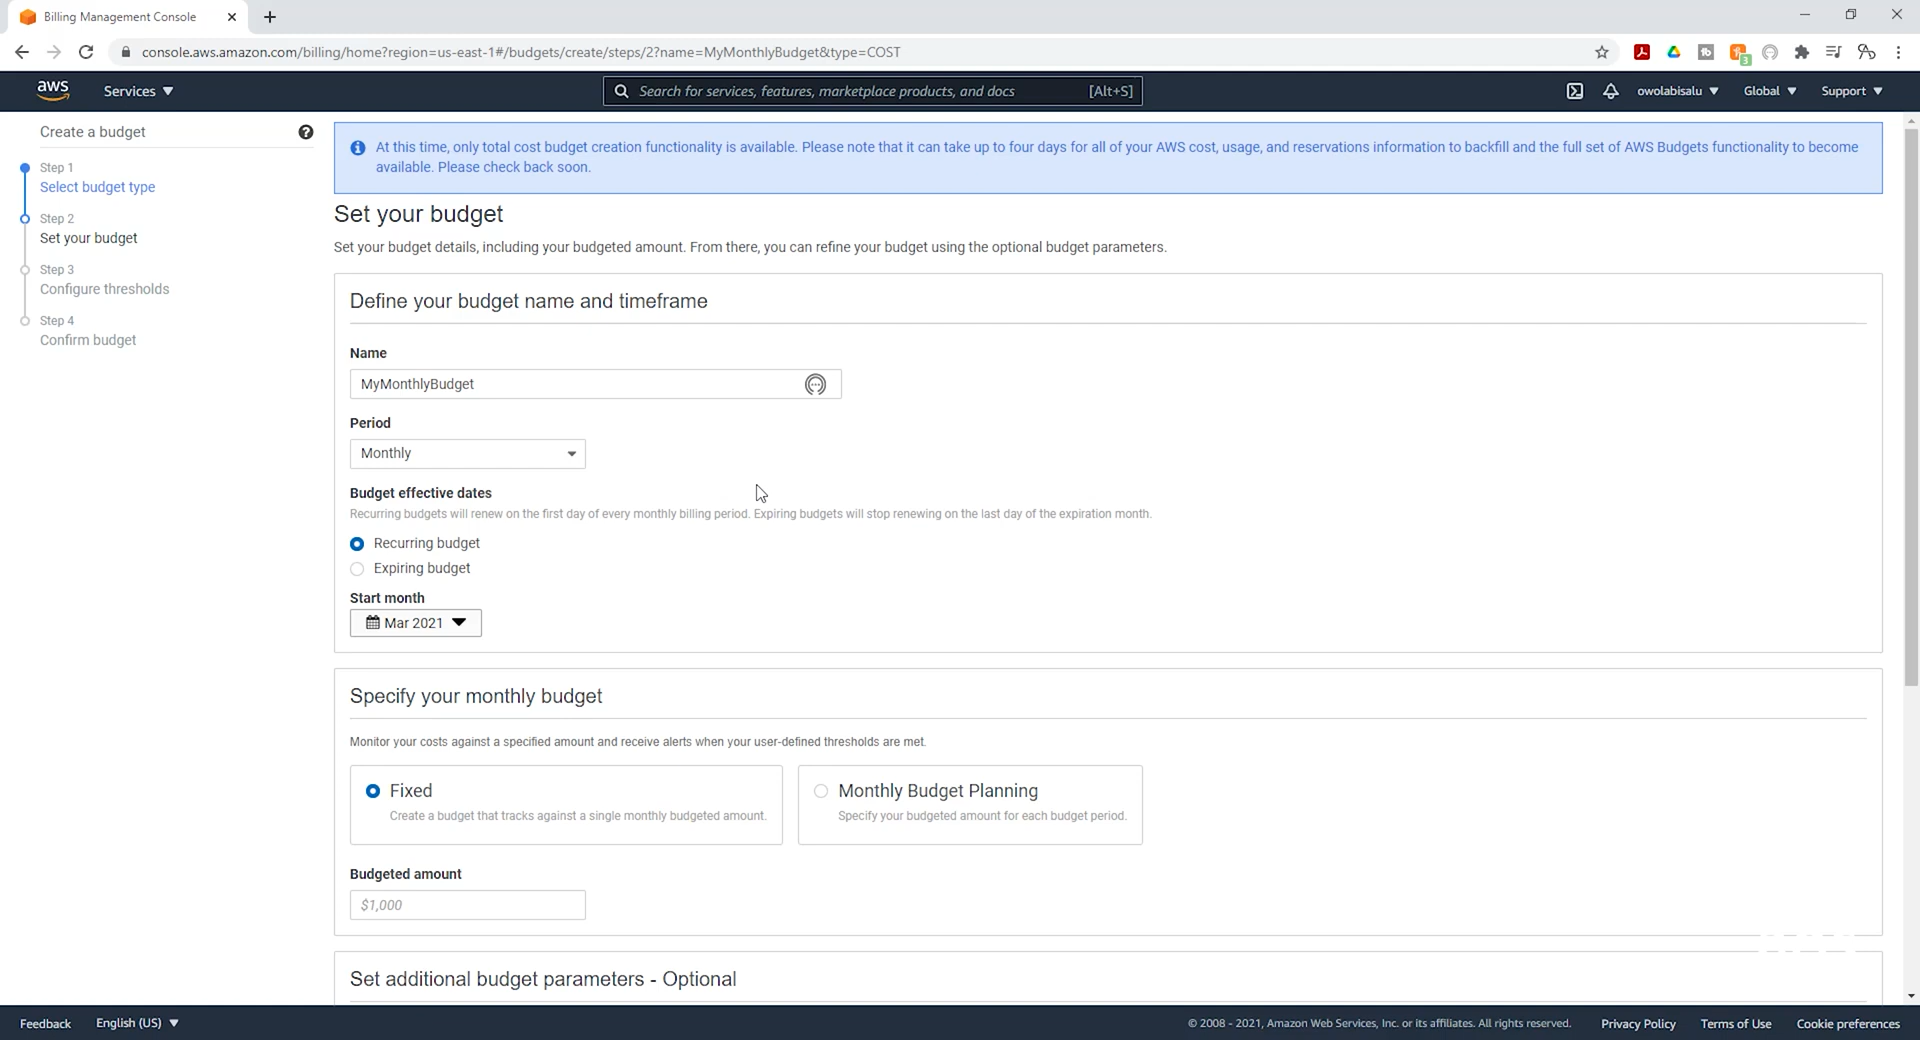 Billing Management Console
console.aws.amazon.com/billing/home?region=us-east-1#/budgets/create/steps/2?name=MyMonthlyBudget&type=COST
3
aws
Services
Search for services, features, marketplace products, and docs
[Alt+S]
owolabisalu
Global
Support
Create a budget
?
Step 1
Select budget type
Step 2
Set your budget
Step 3
Configure thresholds
Step 4
Confirm budget
At this time, only total cost budget creation functionality is available. Please note that it can take up to four days for all of your AWS cost, usage, and reservations information to backfill and the full set of AWS Budgets functionality to become
available. Please check back soon.
Set your budget
Set your budget details, including your budgeted amount. From there, you can refine your budget using the optional budget parameters.
Define your budget name and timeframe
Name
MyMonthlyBudget
Period
Monthly
Budget effective dates
Recurring budgets will renew on the first day of every monthly billing period. Expiring budgets will stop renewing on the last day of the expiration month.
Recurring budget
Expiring budget
Start month
Mar 2021
Specify your monthly budget
Monitor your costs against a specified amount and receive alerts when your user-defined thresholds are met.
Fixed
Create a budget that tracks against a single monthly budgeted amount.
Monthly Budget Planning
Specify your budgeted amount for each budget period.
Budgeted amount
$1,000
Set additional budget parameters - Optional
Feedback
English (US)
© 2008 - 2021, Amazon Web Services, Inc. or its affiliates. All rights reserved.
Privacy Policy
Terms of Use
Cookie preferences